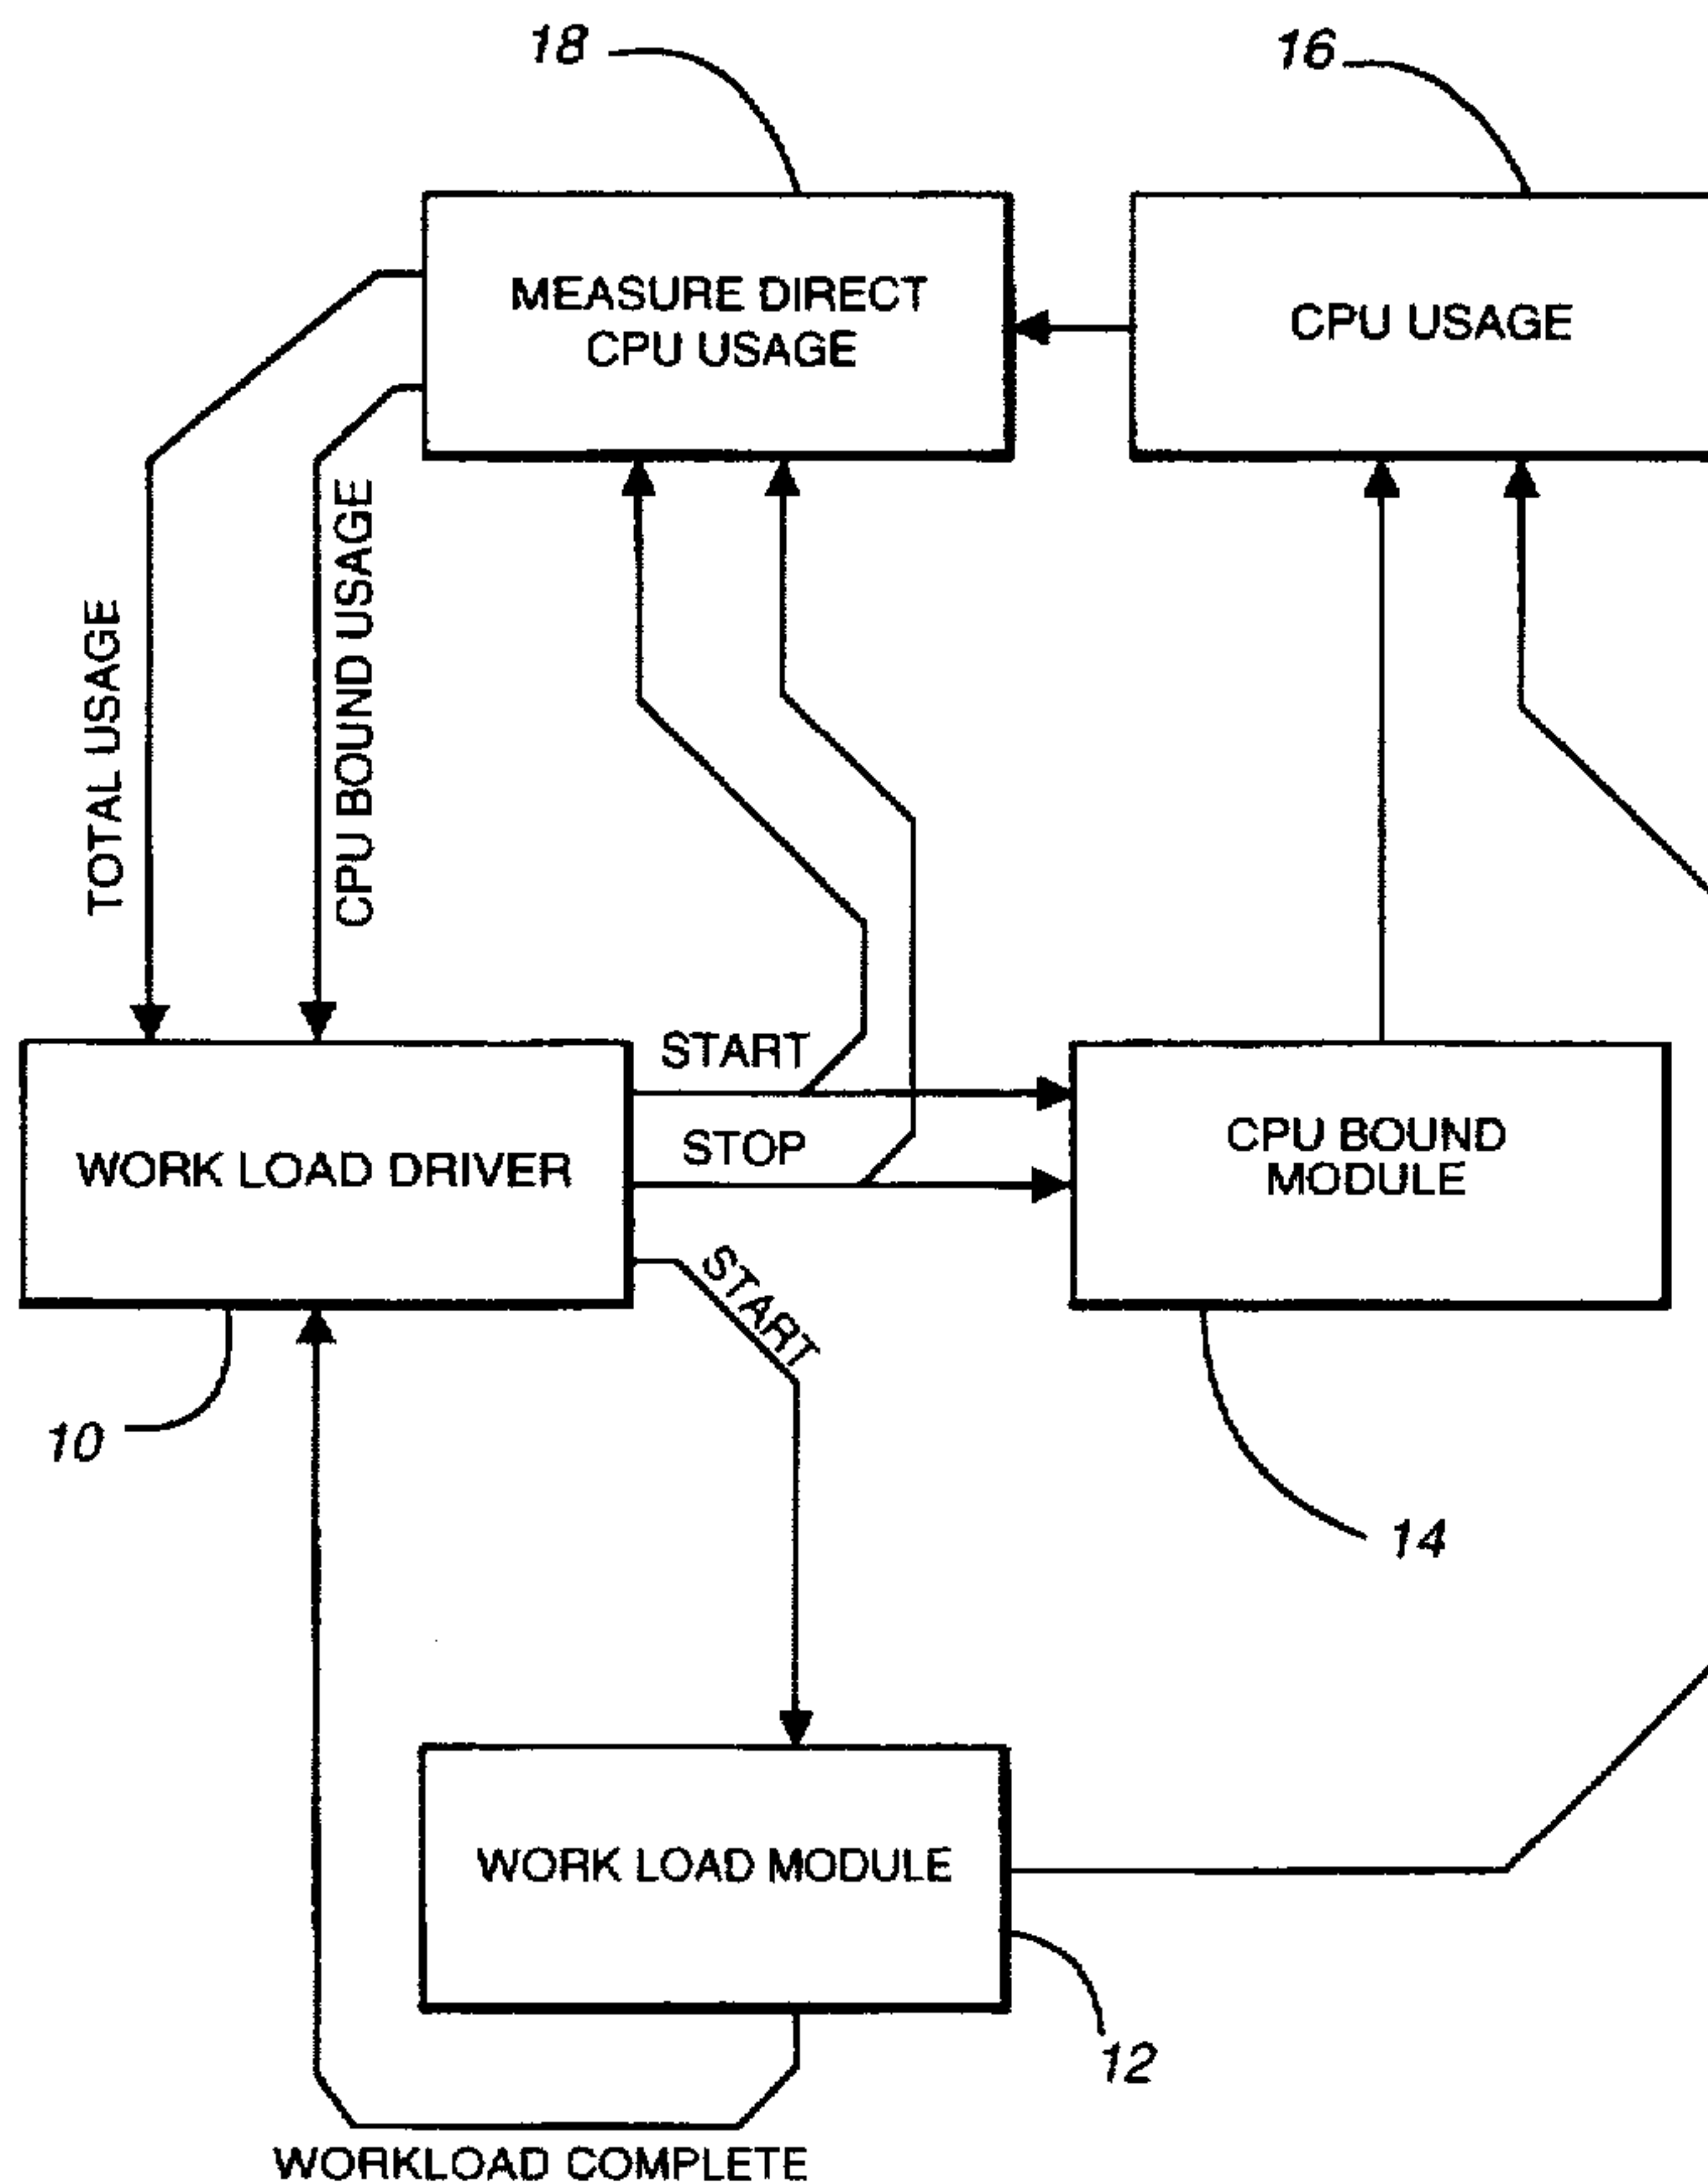 18
16
MEASURE DIRECT
CPU USAGE
CPU USAGE
TOTAL USAGE
CPU BOUND USAGE
START
STOP
WORK LOAD DRIVER
CPU BOUND
MODULE
START
10
14
WORK LOAD MODULE
12
WORKLOAD COMPLETE